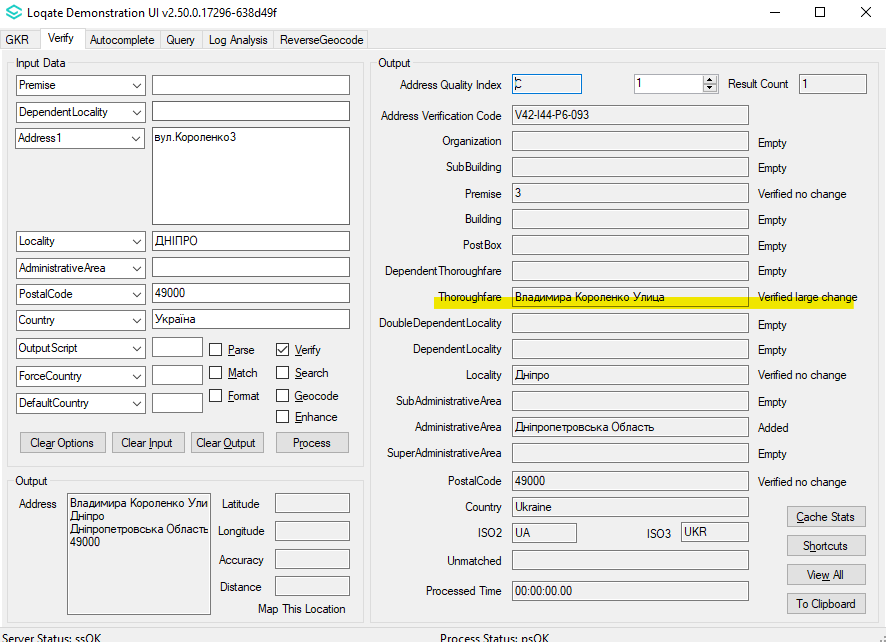 Loqate Demonstration UI v2.50.0.17296-638d49f
GKR Verify Autocomplete Query Log Analysis ReverseGeocode
Input Data
Premise
DependentLocality
Address1 вул.Короленко3
Locality ДНІПРО
AdministrativeArea
PostalCode 49000
Country Україна
OutputScript Parse Verify
ForceCountry Match Search
DefaultCountry Format Geocode
Enhance
Clear Options Clear Input Clear Output Process
Output
Address Владимира Короленко Ули
Дніпро
Дніпропетровська Область
49000
Latitude
Longitude
Accuracy
Distance
Map This Location
Output
Address Quality Index C 1 Result Count 1
Address Verification Code V42-I44-P6-093
Organization Empty
SubBuilding Empty
Premise 3 Verified no change
Building Empty
PostBox Empty
DependentThoroughfare Empty
Thoroughfare Владимира Короленко Улица Verified large change
DoubleDependentLocality Empty
DependentLocality Empty
Locality Дніпро Verified no change
SubAdministrativeArea Empty
AdministrativeArea Дніпропетровська Область Added
SuperAdministrativeArea Empty
PostalCode 49000 Verified no change
Country Ukraine
ISO2 UA ISO3 UKR
Unmatched
Processed Time 00:00:00.00
Cache Stats
Shortcuts
View All
To Clipboard
Server Status: ssOK Process Status: psOK